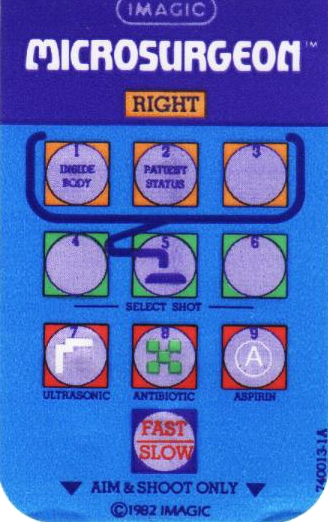 IMAGIC
MICROSURGEON™
RIGHT
1 2 3
INSIDE BODY
PATIENT STATUS
4 5 6
SELECT SHOT
7 8 9
A
ULTRASONIC ANTIBIOTIC ASPIRIN
FAST
SLOW
AIM & SHOOT ONLY
©1982 IMAGIC
740013-1A